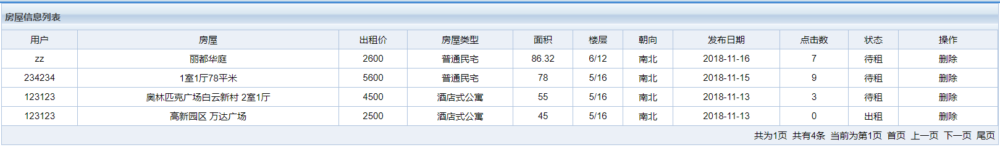 房屋信息列表
用户 房屋 出租价 房屋类型 面积 楼层 朝向 发布日期 点击数 状态 操作
zz 丽都华庭 2600 普通民宅 86.32 6/12 南北 2018-11-16 7 待租 删除
234234 1室1厅78平米 5600 普通民宅 78 5/16 南北 2018-11-15 9 待租 删除
123123 奥林匹克广场白云新村 2室1厅 4500 酒店式公寓 55 5/16 南北 2018-11-13 3 待租 删除
123123 高新园区 万达广场 2500 酒店式公寓 45 5/16 南北 2018-11-13 0 出租 删除
共为1页 共有4条 当前为第1页 首页 上一页 下一页 尾页